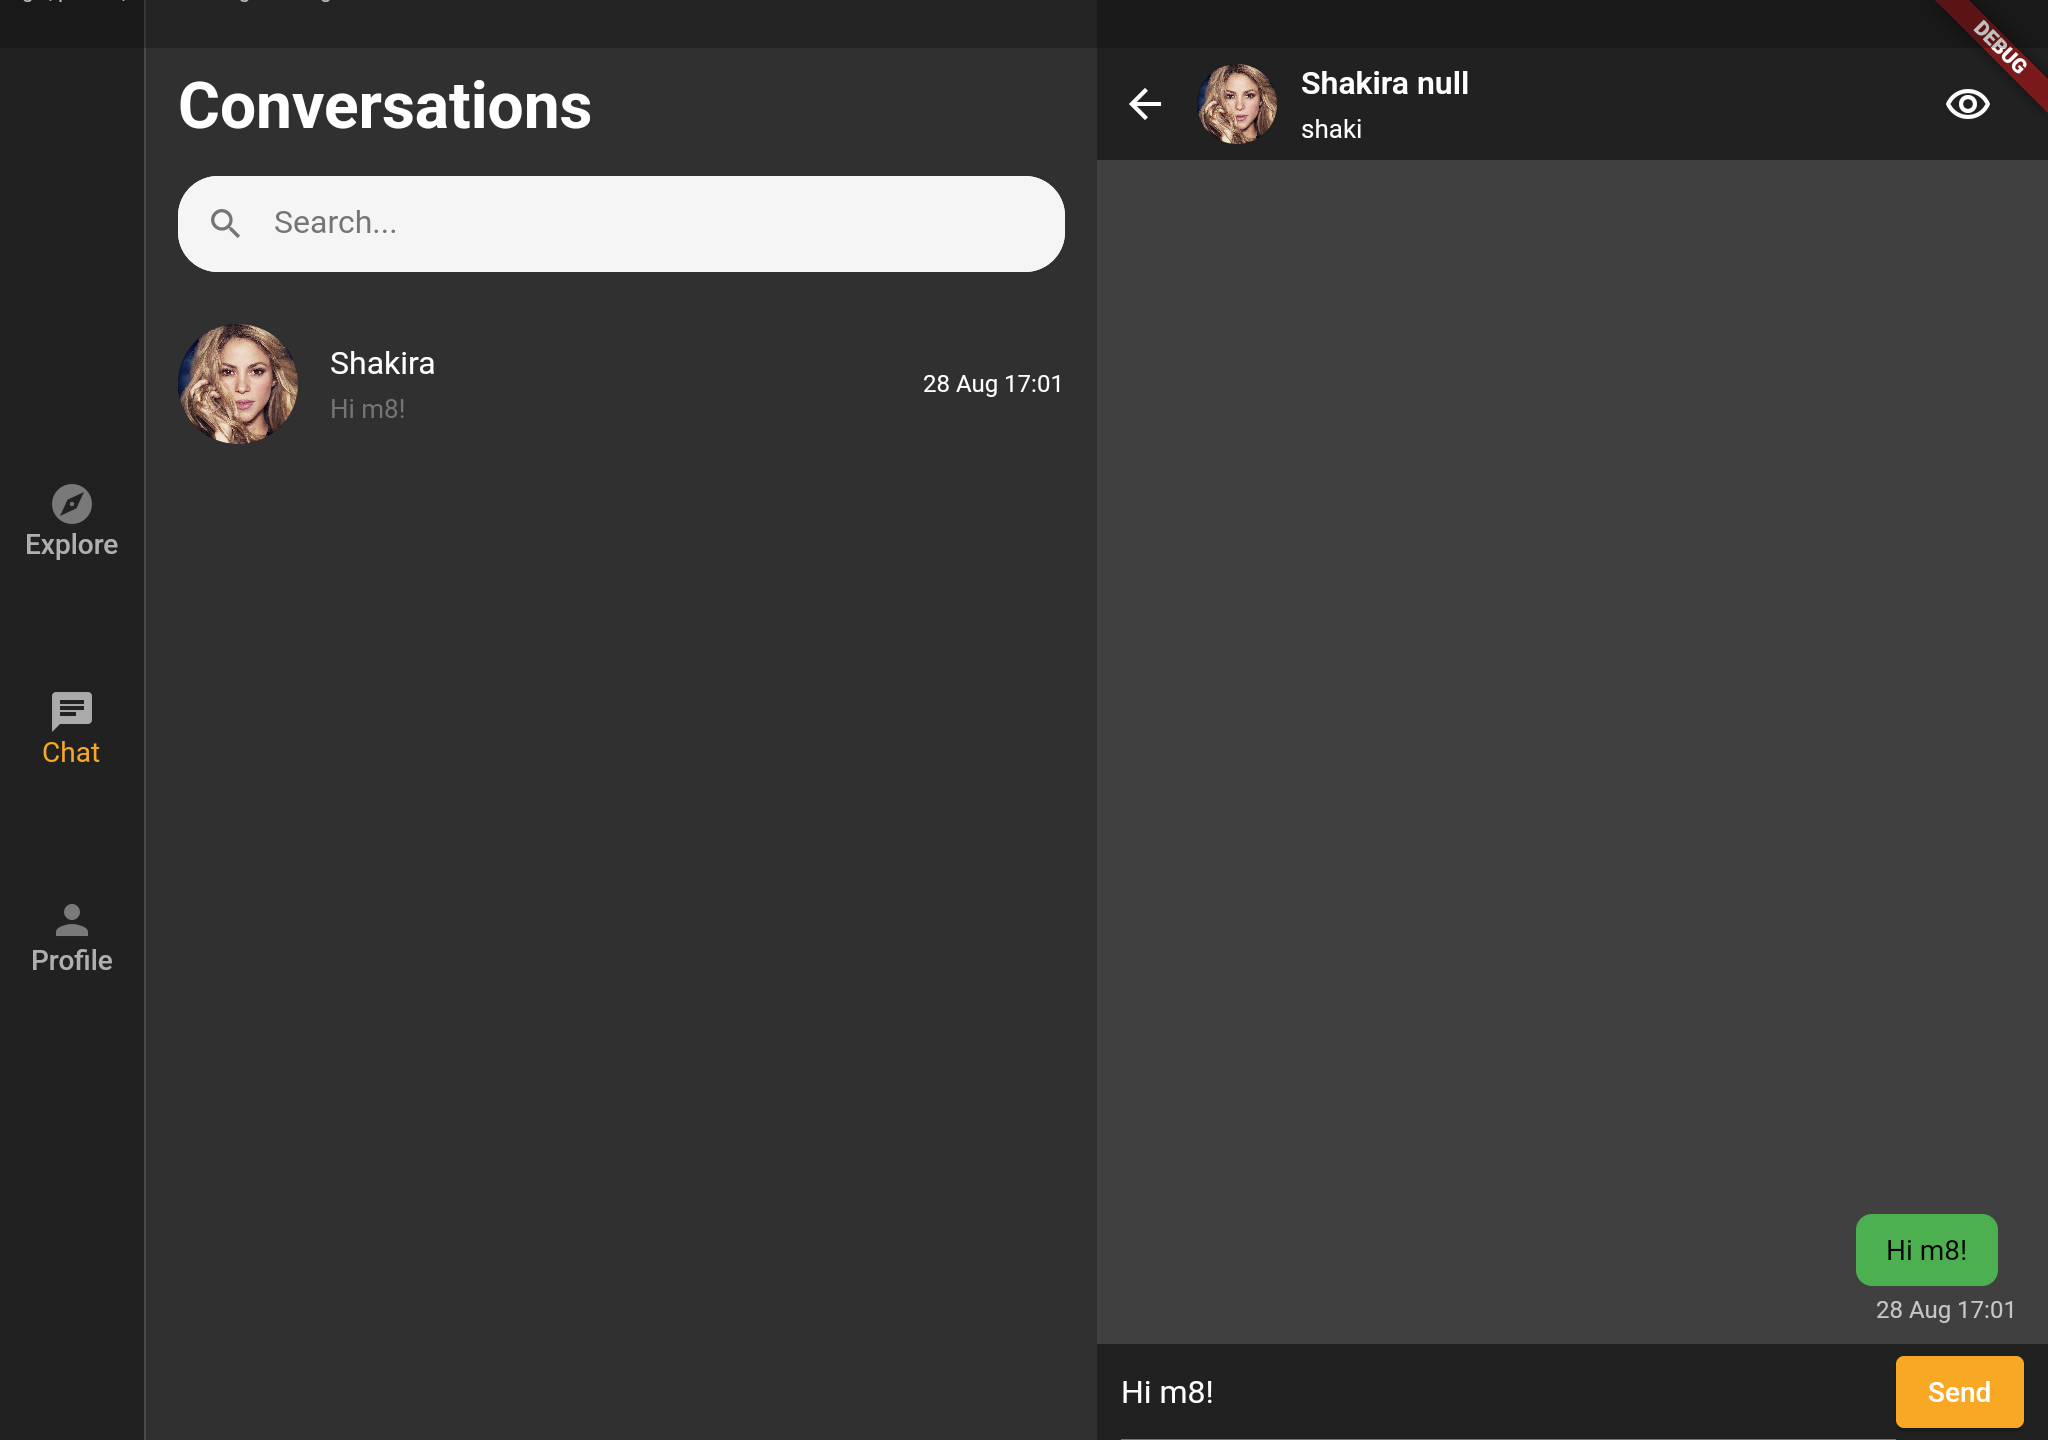 Conversations
Search...
Shakira
Hi m8!
28 Aug 17:01
Explore
Chat
Profile
Shakira null
shaki
DEBUG
Hi m8!
28 Aug 17:01
Hi m8!
Send